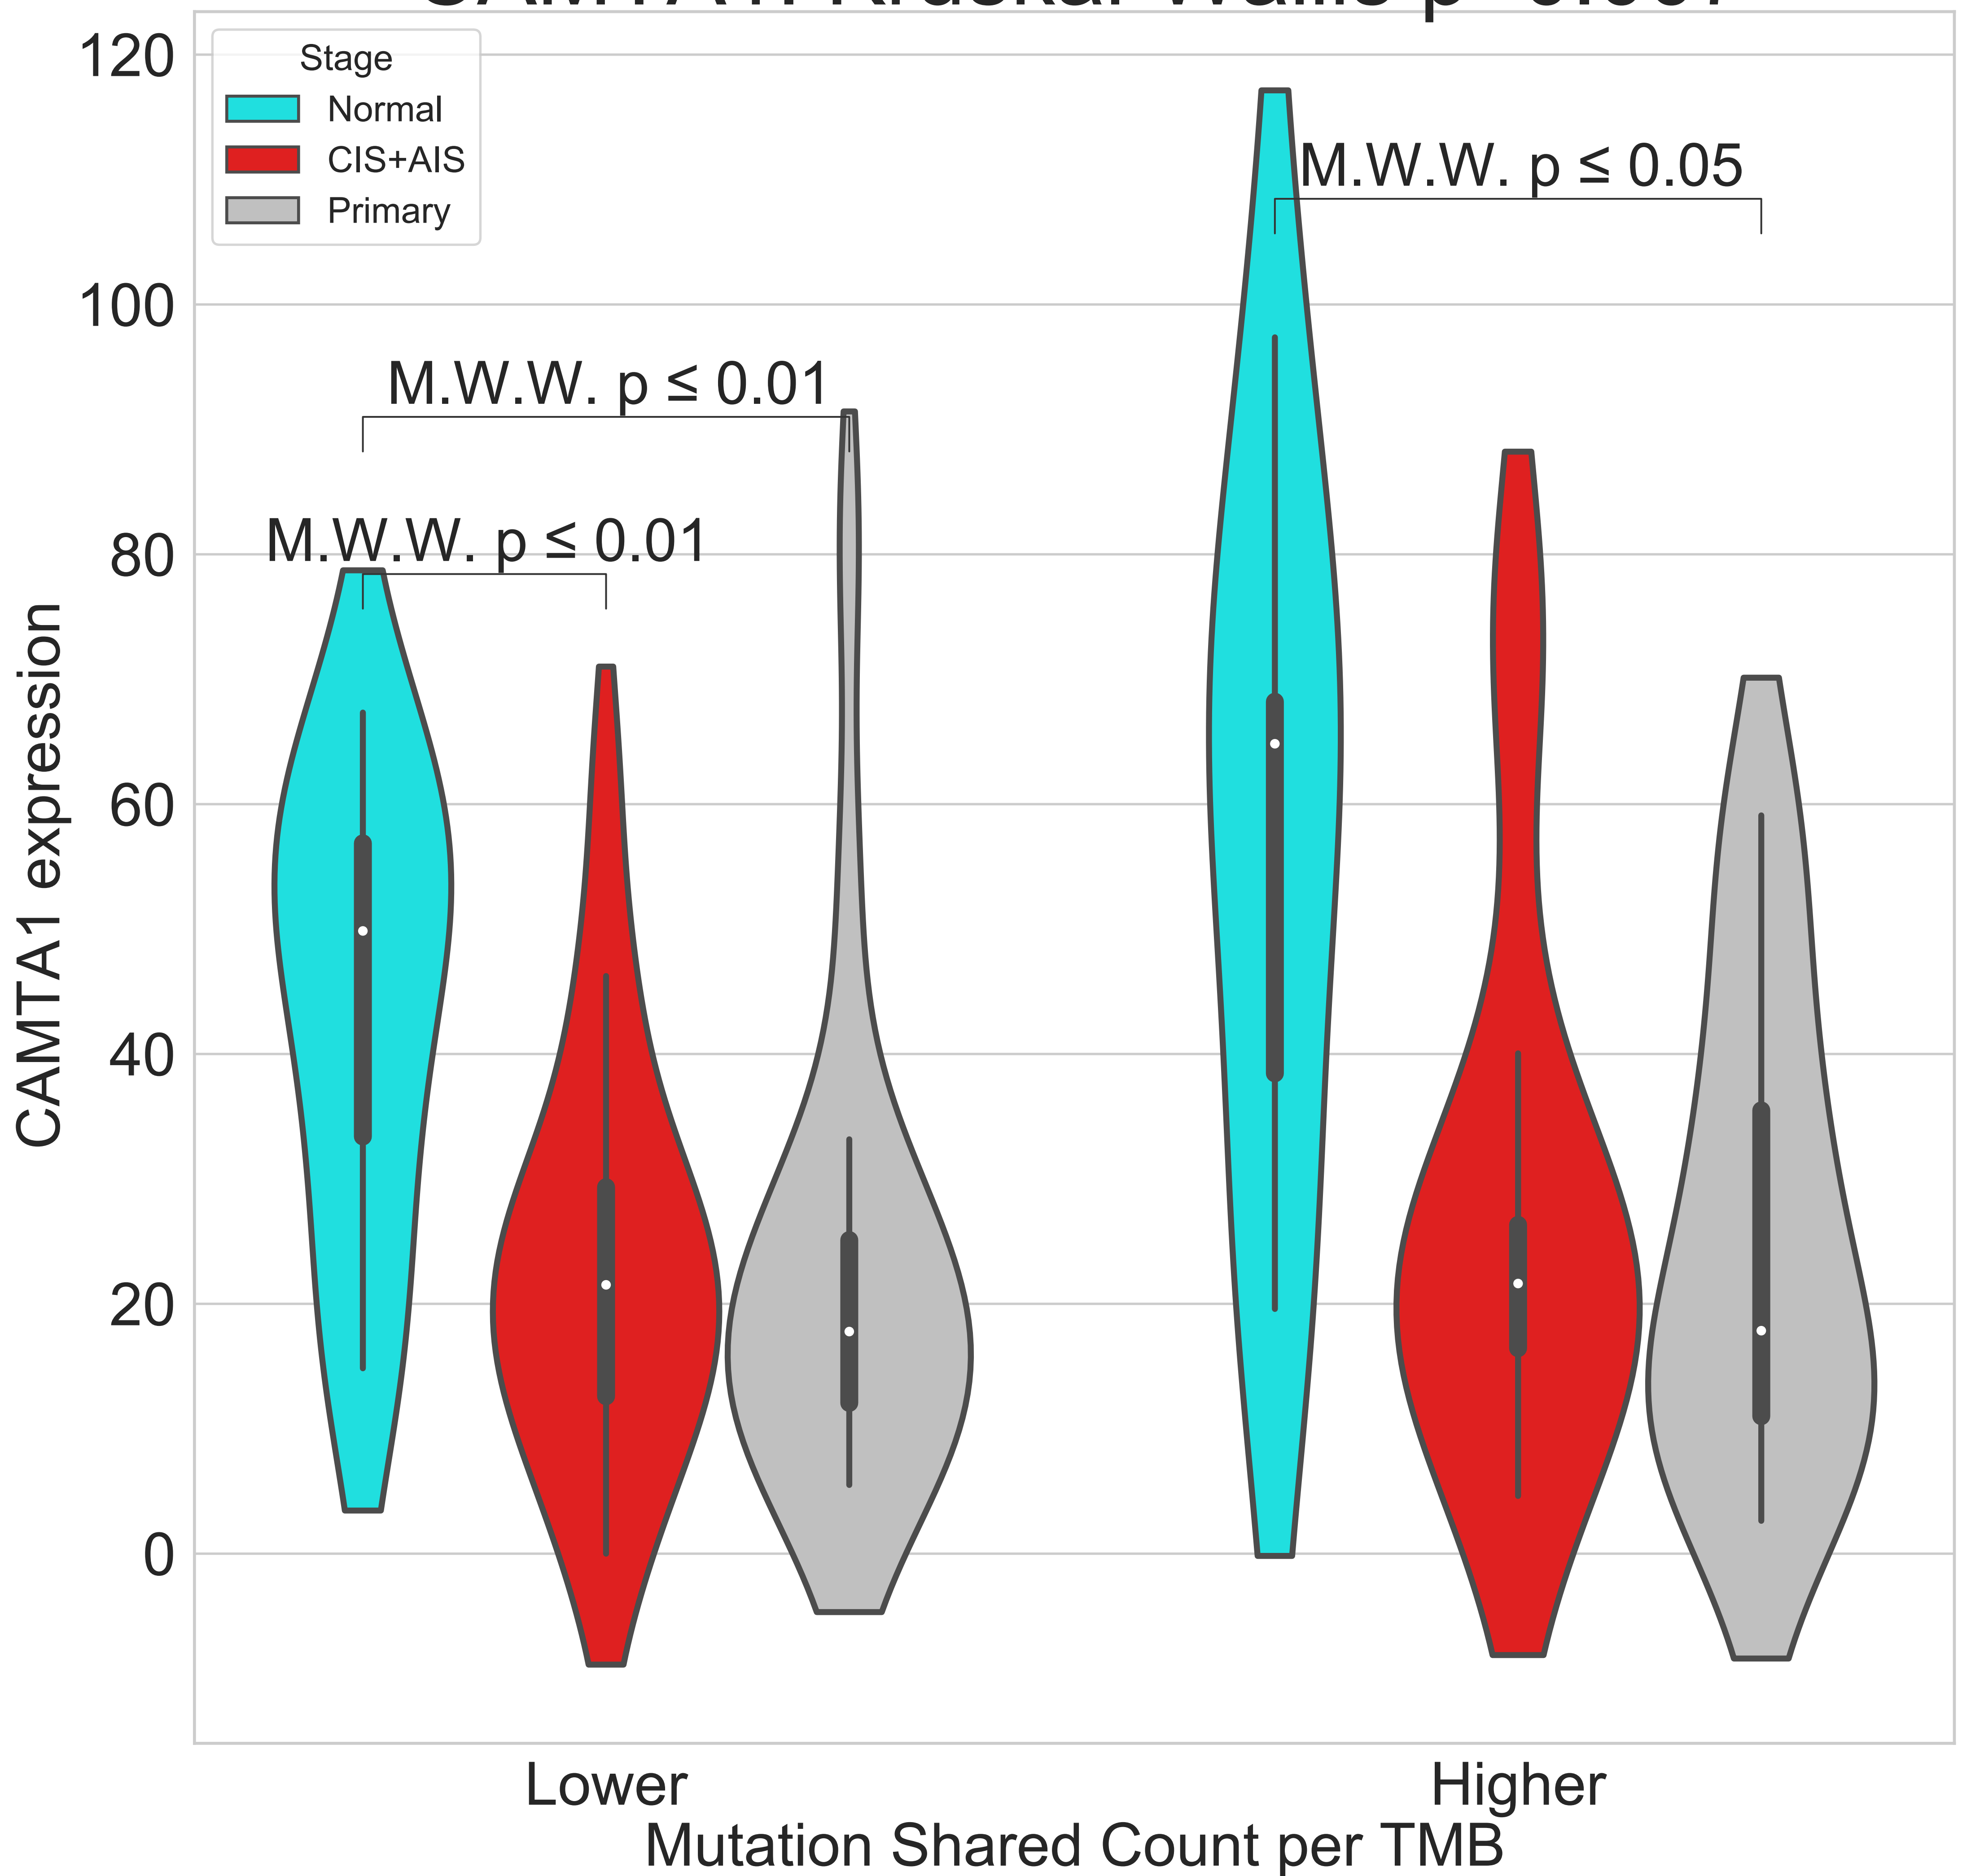 120
100
80
60
40
20
0
CAMTA1 expression
Stage
Normal
CIS+AIS
Primary
M.W.W. p ≤ 0.05
M.W.W. p ≤ 0.01
M.W.W. p ≤ 0.01
Lower
Higher
Mutation Shared Count per TMB